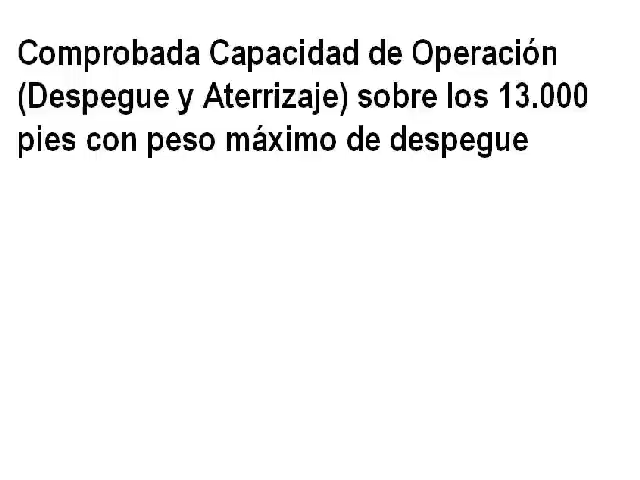 Comprobada Capacidad de Operación
(Despegue y Aterrizaje) sobre los 13.000
pies con peso máximo de despegue